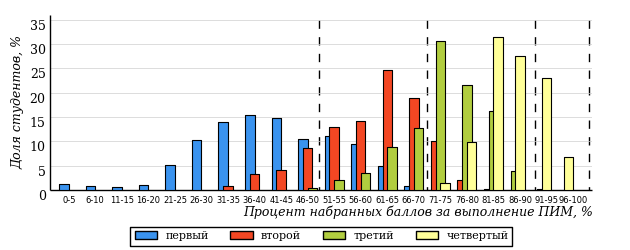 Доля студентов, %
35
30
25
20
15
10
5
0
0-5 6-10 11-15 16-20 21-25 26-30 31-35 36-40 41-45 46-50 51-55 56-60 61-65 66-70 71-75 76-80 81-85 86-90 91-95 96-100
Процент набранных баллов за выполнение ПИМ, %
первый второй третий четвертый